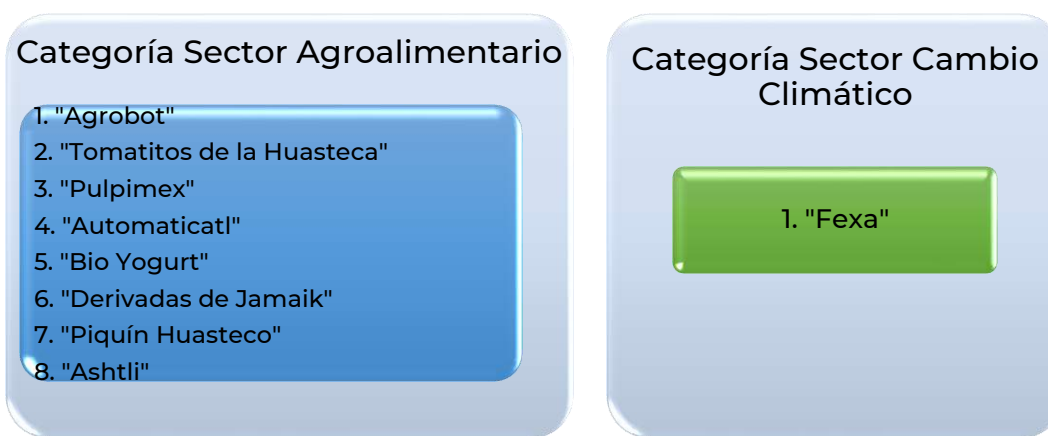 Categoría Sector Agroalimentario
1. "Agrobot"
2. "Tomatitos de la Huasteca"
3. "Pulpimex"
4. "Automaticatl"
5. "Bio Yogurt"
6. "Derivadas de Jamaik"
7. "Piquín Huasteco"
8. "Ashtli"
Categoría Sector Cambio
Climático
1. "Fexa"